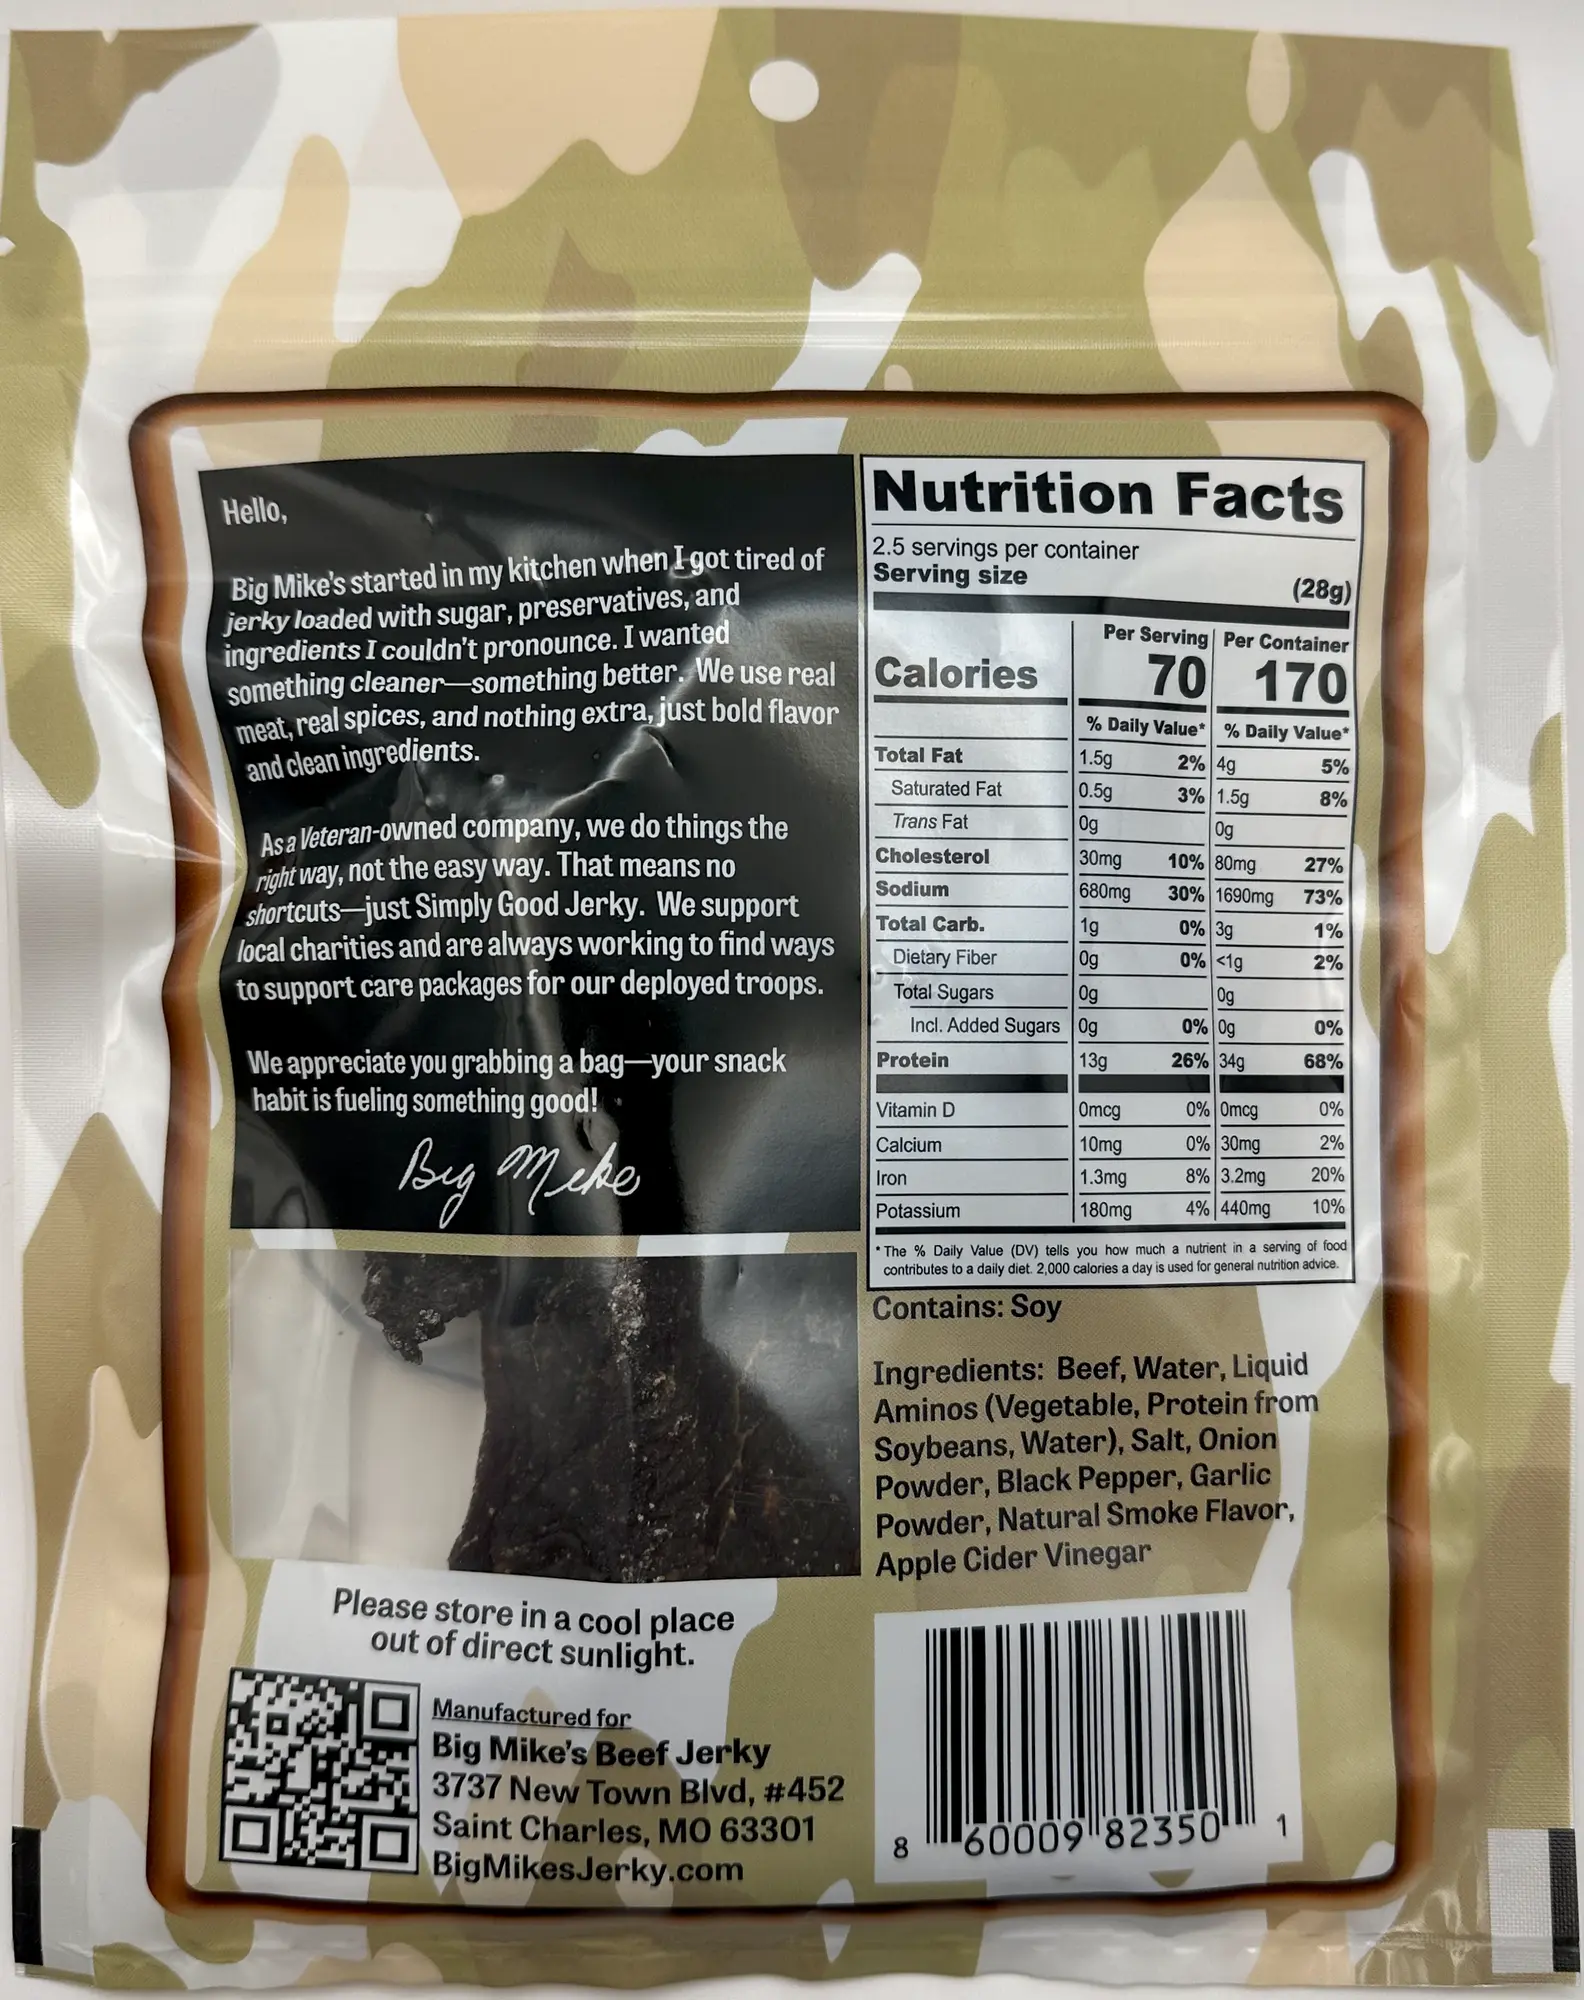 Hello,
Big Mike's started in my kitchen when I got tired of
jerky loaded with sugar, preservatives, and
ingredients I couldn't pronounce. I wanted
something cleaner—something better. We use real
meat, real spices, and nothing extra, just bold flavor
and clean ingredients.
As a Veteran-owned company, we do things the
right way, not the easy way. That means no
shortcuts—just Simply Good Jerky. We support
local charities and are always working to find ways
to support care packages for our deployed troops.
We appreciate you grabbing a bag—your snack
habit is fueling something good!
Big Mike
Nutrition Facts
2.5 servings per container
Serving size (28g)
Per Serving Per Container
Calories 70 170
% Daily Value* % Daily Value*
Total Fat 1.5g 2% 4g 5%
Saturated Fat 0.5g 3% 1.5g 8%
Trans Fat 0g 0g
Cholesterol 30mg 10% 80mg 27%
Sodium 680mg 30% 1690mg 73%
Total Carb. 1g 0% 3g 1%
Dietary Fiber 0g 0% <1g 2%
Total Sugars 0g 0g
Incl. Added Sugars 0g 0% 0g 0%
Protein 13g 26% 34g 68%
Vitamin D 0mcg 0% 0mcg 0%
Calcium 10mg 0% 30mg 2%
Iron 1.3mg 8% 3.2mg 20%
Potassium 180mg 4% 440mg 10%
* The % Daily Value (DV) tells you how much a nutrient in a serving of food
contributes to a daily diet. 2,000 calories a day is used for general nutrition advice.
Contains: Soy
Ingredients: Beef, Water, Liquid
Aminos (Vegetable, Protein from
Soybeans, Water), Salt, Onion
Powder, Black Pepper, Garlic
Powder, Natural Smoke Flavor,
Apple Cider Vinegar
Please store in a cool place
out of direct sunlight.
Manufactured for
Big Mike's Beef Jerky
3737 New Town Blvd, #452
Saint Charles, MO 63301
BigMikesJerky.com
8 60009 82350 1